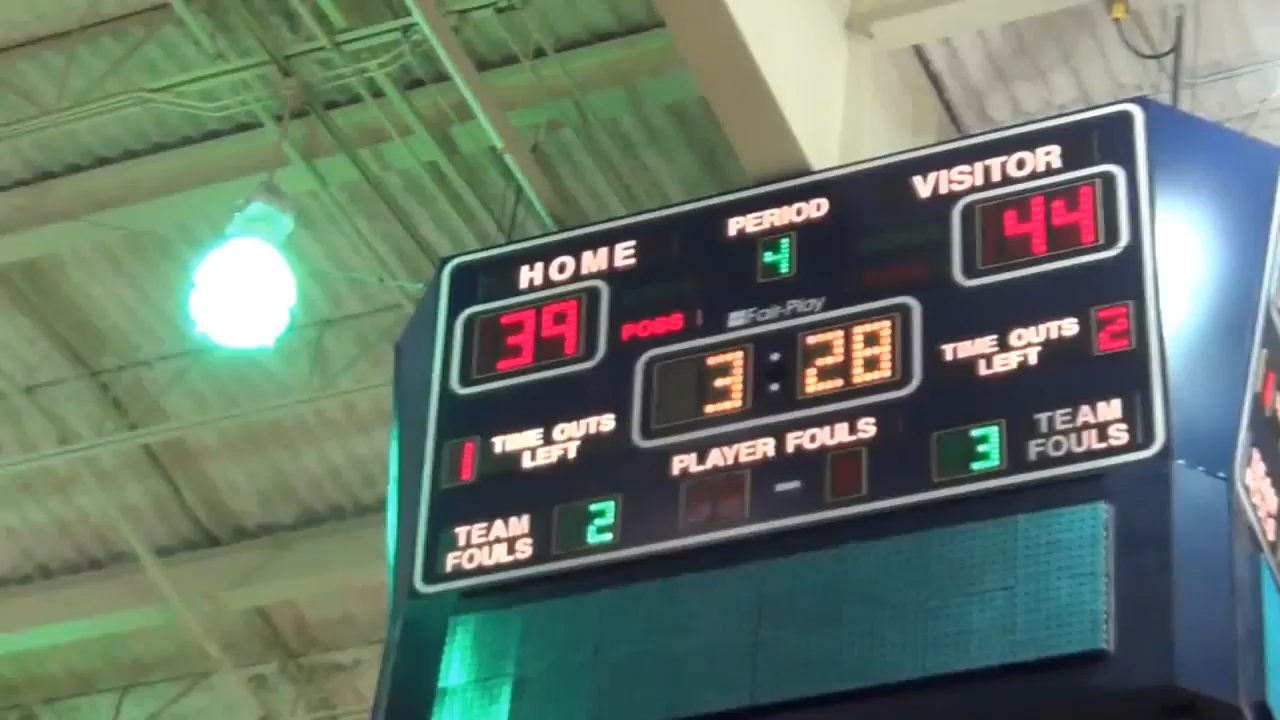 HOME
PERIOD
VISITOR
39
4
44
POSS
Fair-Play
3:28
TIME OUTS
LEFT
2
1
TIME OUTS
LEFT
PLAYER FOULS
-
3
TEAM
FOULS
TEAM
FOULS
2